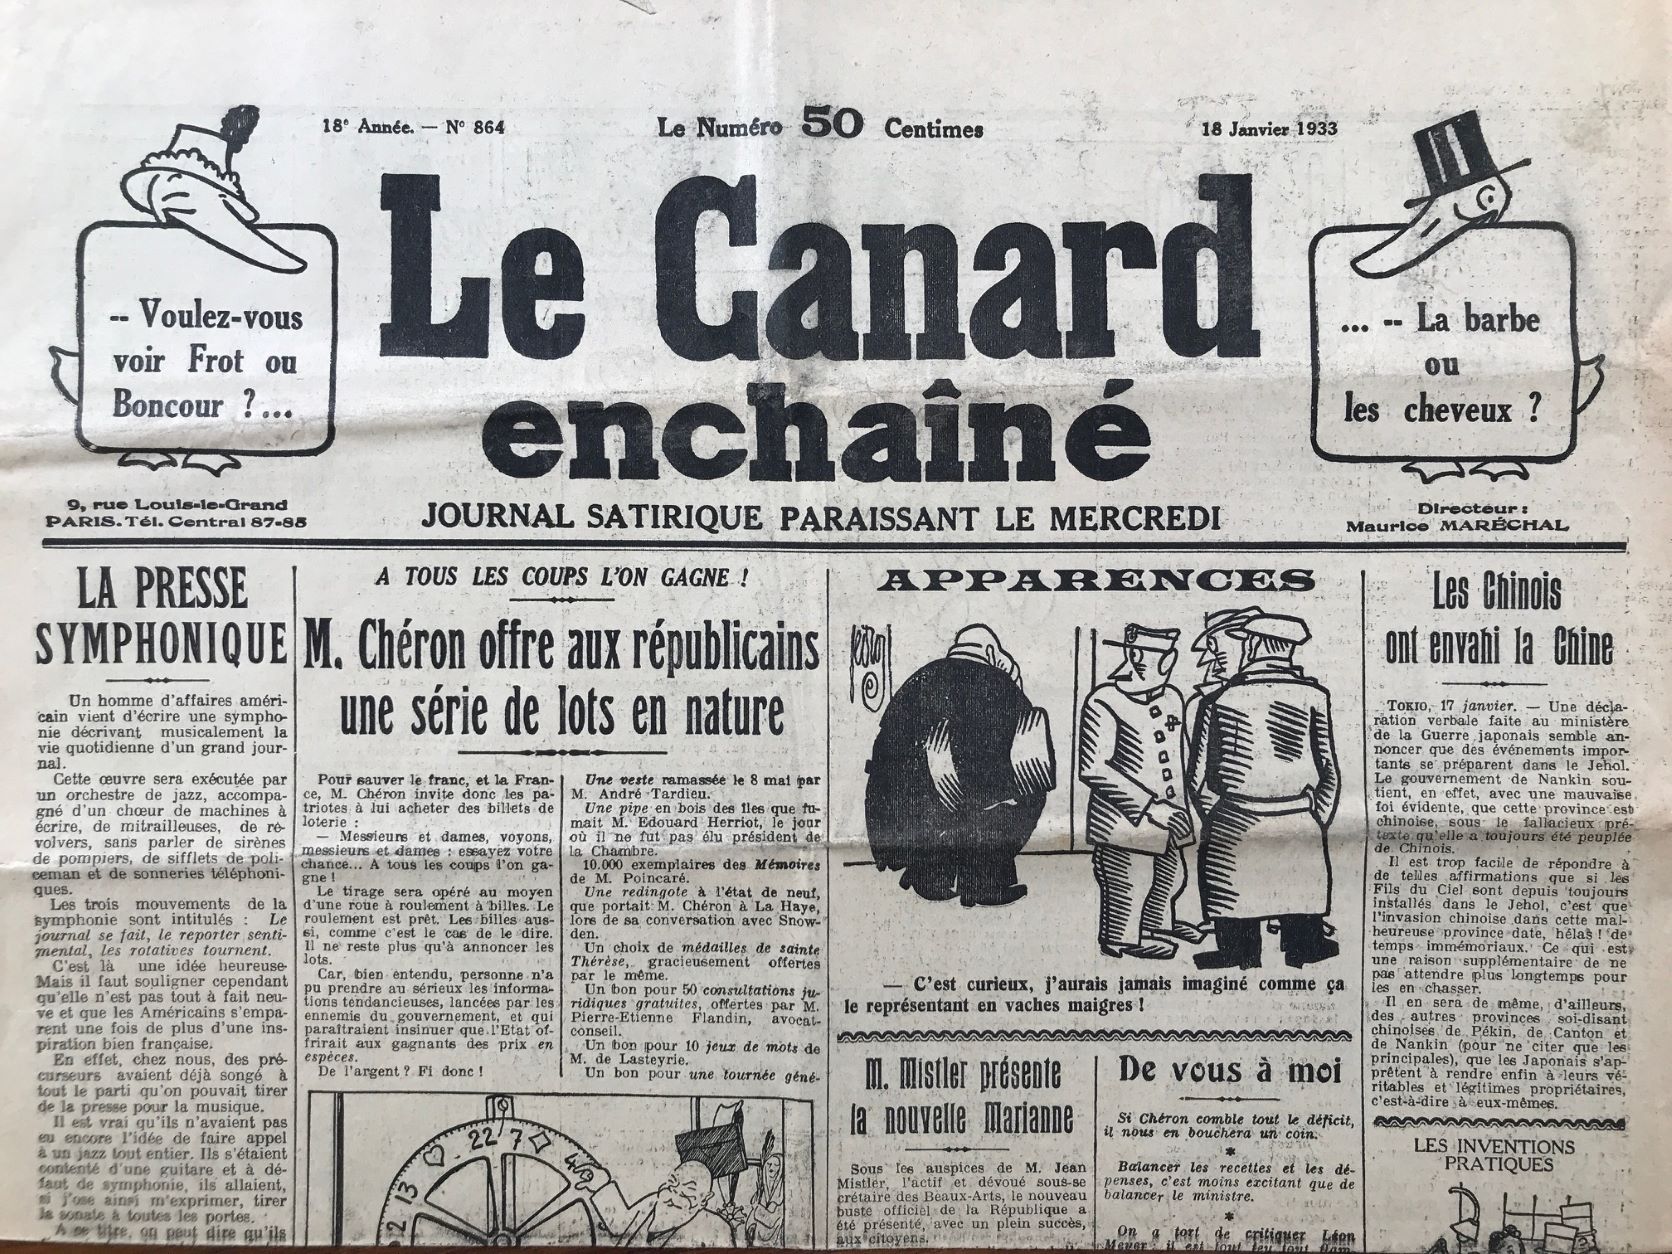 18e Année. — No 864
Le Numéro 50 Centimes
18 Janvier 1933
Le Canard
enchaîné
-- Voulez-vous
voir Frot ou
Boncour ?...
... -- La barbe
ou
les cheveux ?
9, rue Louis-le-Grand
PARIS. Tél. Central 87-85
JOURNAL SATIRIQUE PARAISSANT LE MERCREDI
Directeur :
Maurice MARÉCHAL
LA PRESSE
SYMPHONIQUE
Un homme d'affaires améri-
cain vient d'écrire une sympho-
nie décrivant musicalement la
vie quotidienne d'un grand jour-
nal.
Cette œuvre sera exécutée par
un orchestre de jazz, accompa-
gné d'un chœur de machines à
écrire, de mitrailleuses, de ré-
volvers, sans parler de sirènes
de pompiers, de sifflets de poli-
ceman et de sonneries téléphoni-
ques.
Les trois mouvements de la
symphonie sont intitulés : Le
journal se fait, le reporter senti-
mental, les rotatives tournent.
C'est là une idée heureuse
Mais il faut souligner cependant
qu'elle n'est pas tout à fait neu-
ve et que les Américains s'empa-
rent une fois de plus d'une ins-
piration bien française.
En effet, chez nous, des pré-
curseurs avaient déjà songé à
tout le parti qu'on pouvait tirer
de la presse pour la musique.
Il est vrai qu'ils n'avaient pas
eu encore l'idée de faire appel
à un jazz tout entier. Ils s'étaient
contenté d'une guitare et à dé-
faut de symphonie, ils allaient,
si j'ose ainsi m'exprimer, tirer
la sonate à toutes les portes.
A ce titre, on peut dire qu'ils
A TOUS LES COUPS L'ON GAGNE !
M. Chéron offre aux républicains
une série de lots en nature
Pour sauver le franc, et la Fran-
ce, M. Chéron invite donc les pa-
triotes à lui acheter des billets de
loterie :
— Messieurs et dames, voyons,
messieurs et dames : essayez votre
chance... A tous les coups l'on ga-
gne !
Le tirage sera opéré au moyen
d'une roue à roulement à billes. Le
roulement est prêt. Les billes aus-
si, comme c'est le cas de le dire.
Il ne reste plus qu'à annoncer les
lots.
Car, bien entendu, personne n'a
pu prendre au sérieux les informa-
tions tendancieuses, lancées par les
ennemis du gouvernement, et qui
paraîtraient insinuer que l'Etat of-
frirait aux gagnants des prix en
espèces.
De l'argent ? Fi donc !
Une veste ramassée le 8 mai par
M. André Tardieu.
Une pipe en bois des îles que fu-
mait M. Edouard Herriot, le jour
où il ne fut pas élu président de
la Chambre.
10.000 exemplaires des Mémoires
de M. Poincaré.
Une redingote à l'état de neuf,
que portait M. Chéron à La Haye,
lors de sa conversation avec Snow-
den.
Un choix de médailles de sainte
Thérèse, gracieusement offertes
par le même.
Un bon pour 50 consultations ju-
ridiques gratuites, offertes par M.
Pierre-Etienne Flandin, avocat-
conseil.
Un bon pour 10 jeux de mots de
M. de Lasteyrie.
Un bon pour une tournée géné-
22 7
4
13
12
APPARENCES
— C'est curieux, j'aurais jamais imaginé comme ça
le représentant en vaches maigres !
M. Mistler présente
la nouvelle Marianne
Sous les auspices de M. Jean
Mistler, l'actif et dévoué sous-se-
crétaire des Beaux-Arts, le nouveau
buste officiel de la République a
été présenté, avec un plein succès,
aux citoyens.
De vous à moi
Si Chéron comble tout le déficit,
il nous en bouchera un coin.
*
Balancer les recettes et les dé-
penses, c'est moins excitant que de
balancer le ministre.
*
On a tort de critiquer Léon
Meyer : il est tout feu tout flam-
Les Chinois
ont envahi la Chine
TOKIO, 17 janvier. — Une décla-
ration verbale faite au ministère
de la Guerre japonais semble an-
noncer que des événements impor-
tants se préparent dans le Jehol.
Le gouvernement de Nankin sou-
tient, en effet, avec une mauvaise
foi évidente, que cette province est
chinoise, sous le fallacieux pré-
texte qu'elle a toujours été peuplée
de Chinois.
Il est trop facile de répondre à
de telles affirmations que si les
Fils du Ciel sont depuis toujours
installés dans le Jehol, c'est que
l'invasion chinoise dans cette mal-
heureuse province date, hélas ! de
temps immémoriaux. Ce qui est
une raison supplémentaire de ne
pas attendre plus longtemps pour
les en chasser.
Il en sera de même, d'ailleurs,
des autres provinces soi-disant
chinoises de Pékin, de Canton et
de Nankin (pour ne citer que les
principales), que les Japonais s'ap-
prêtent à rendre enfin à leurs vé-
ritables et légitimes propriétaires,
c'est-à-dire à eux-mêmes.
LES INVENTIONS
PRATIQUES